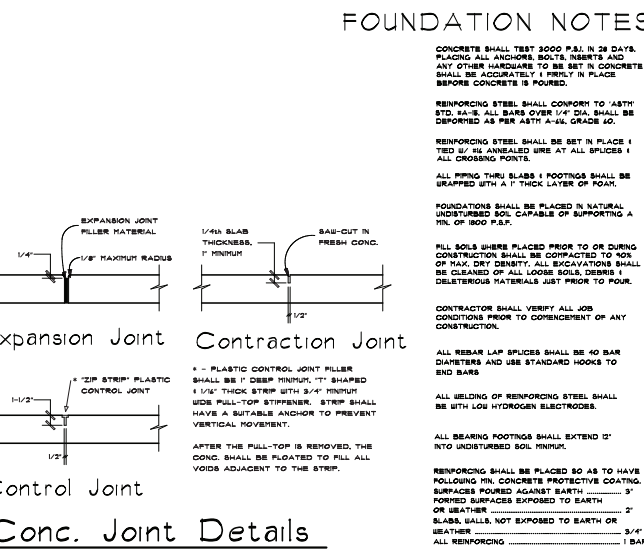 FOUNDATION NOTES
CONCRETE SHALL TEST 3000 P.S.I. IN 28 DAYS.
PLACING ALL ANCHORS, BOLTS, INSERTS AND
ANY OTHER HARDWARE TO BE SET IN CONCRETE
SHALL BE ACCURATELY & FIRMLY IN PLACE
BEFORE CONCRETE IS POURED.
REINFORCING STEEL SHALL CONFORM TO 'ASTM'
STD. #A-15. ALL BARS OVER 1/4" DIA. SHALL BE
DEFORMED AS PER ASTM A-616, GRADE 60.
REINFORCING STEEL SHALL BE SET IN PLACE &
TIED W/ #16 ANNEALED WIRE AT ALL SPLICES &
ALL CROSSING POINTS.
ALL PIPING THRU SLABS & FOOTINGS SHALL BE
WRAPPED WITH A 1" THICK LAYER OF FOAM.
FOUNDATIONS SHALL BE PLACED IN NATURAL
UNDISTURBED SOIL CAPABLE OF SUPPORTING A
MIN. OF 1800 P.S.F.
FILL SOILS WHERE PLACED PRIOR TO OR DURING
CONSTRUCTION SHALL BE COMPACTED TO 90%
OF MAX. DRY DENSITY. ALL EXCAVATIONS SHALL
BE CLEANED OF ALL LOOSE SOILS, DEBRIS &
DELETERIOUS MATERIALS JUST PRIOR TO POUR.
CONTRACTOR SHALL VERIFY ALL JOB
CONDITIONS PRIOR TO COMENCEMENT OF ANY
CONSTRUCTION.
ALL REBAR LAP SPLICES SHALL BE 40 BAR
DIAMETERS AND USE STANDARD HOOKS TO
END BARS
ALL WELDING OF REINFORCING STEEL SHALL
BE WITH LOW HYDROGEN ELECTRODES.
ALL BEARING FOOTINGS SHALL EXTEND 12"
INTO UNDISTURBED SOIL MINIMUM.
REINFORCING SHALL BE PLACED SO AS TO HAVE
FOLLOWING MIN. CONCRETE PROTECTIVE COATING.
SURFACES POURED AGAINST EARTH .......... 3"
FORMED SURFACES EXPOSED TO EARTH
OR WEATHER .......... 2"
SLABS, WALLS, NOT EXPOSED TO EARTH OR
WEATHER .......... 3/4"
ALL REINFORCING .......... 1 BAR
EXPANSION JOINT
FILLER MATERIAL
1/4"
1/8" MAXIMUM RADIUS
xpansion Joint
1/4th SLAB
THICKNESS,
1" MINIMUM
SAW-CUT IN
FRESH CONC.
1/2"
Contraction Joint
* "ZIP STRIP" PLASTIC
CONTROL JOINT
1-1/2"
1/2"
ontrol Joint
* - PLASTIC CONTROL JOINT FILLER
SHALL BE 1" DEEP MINIMUM, "T" SHAPED
& 1/16" THICK STRIP WITH 3/4" MINIMUM
WIDE PULL-TOP STIFFENER. STRIP SHALL
HAVE A SUITABLE ANCHOR TO PREVENT
VERTICAL MOVEMENT.
AFTER THE PULL-TOP IS REMOVED, THE
CONC. SHALL BE FLOATED TO FILL ALL
VOIDS ADJACENT TO THE STRIP.
Conc. Joint Details